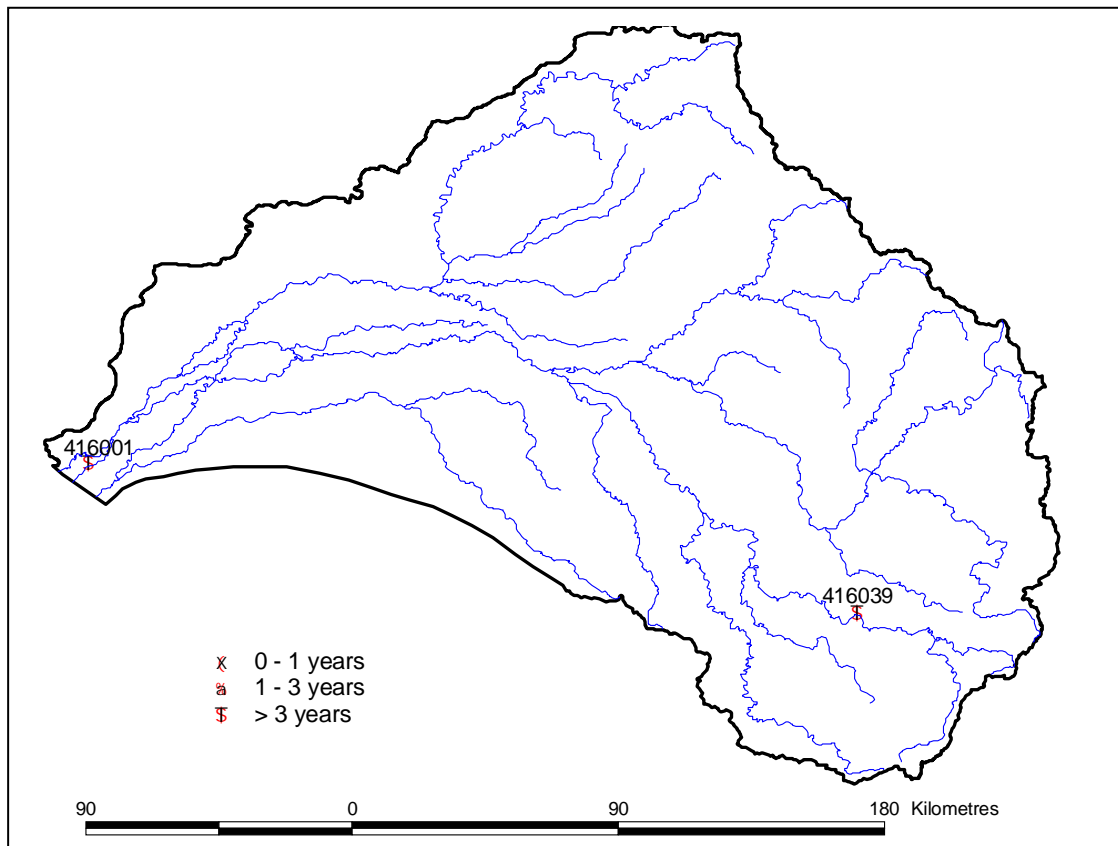 416001
416039
0 - 1 years
1 - 3 years
> 3 years
90 0 90 180 Kilometres